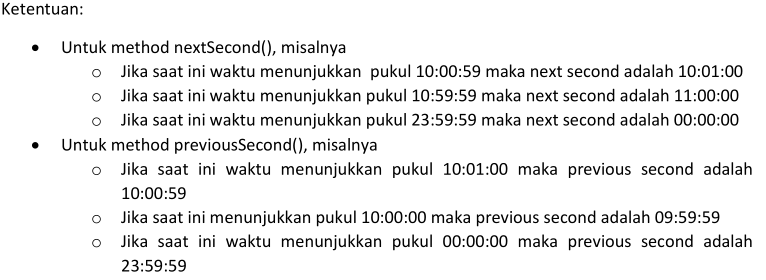 Ketentuan:
• Untuk method nextSecond(), misalnya
o Jika saat ini waktu menunjukkan pukul 10:00:59 maka next second adalah 10:01:00
o Jika saat ini waktu menunjukkan pukul 10:59:59 maka next second adalah 11:00:00
o Jika saat ini waktu menunjukkan pukul 23:59:59 maka next second adalah 00:00:00
• Untuk method previousSecond(), misalnya
o Jika saat ini waktu menunjukkan pukul 10:01:00 maka previous second adalah
10:00:59
o Jika saat ini menunjukkan pukul 10:00:00 maka previous second adalah 09:59:59
o Jika saat ini waktu menunjukkan pukul 00:00:00 maka previous second adalah
23:59:59